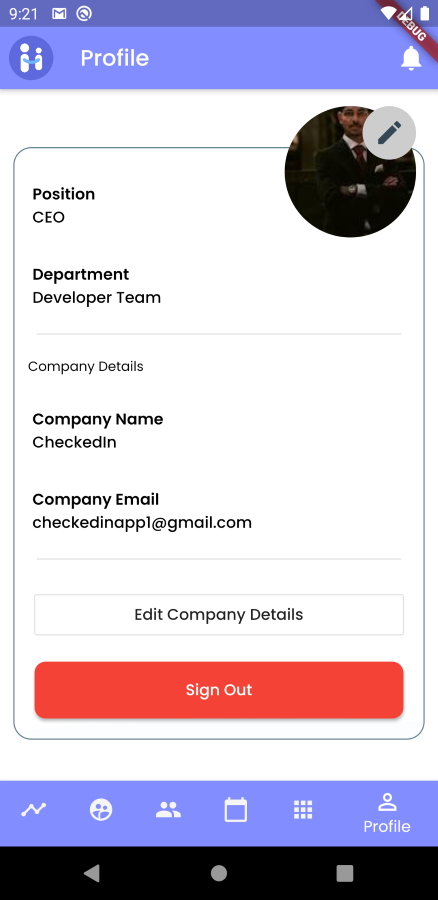 9:21
DEBUG
Profile
Position
CEO
Department
Developer Team
Company Details
Company Name
CheckedIn
Company Email
checkedinapp1@gmail.com
Edit Company Details
Sign Out
Profile